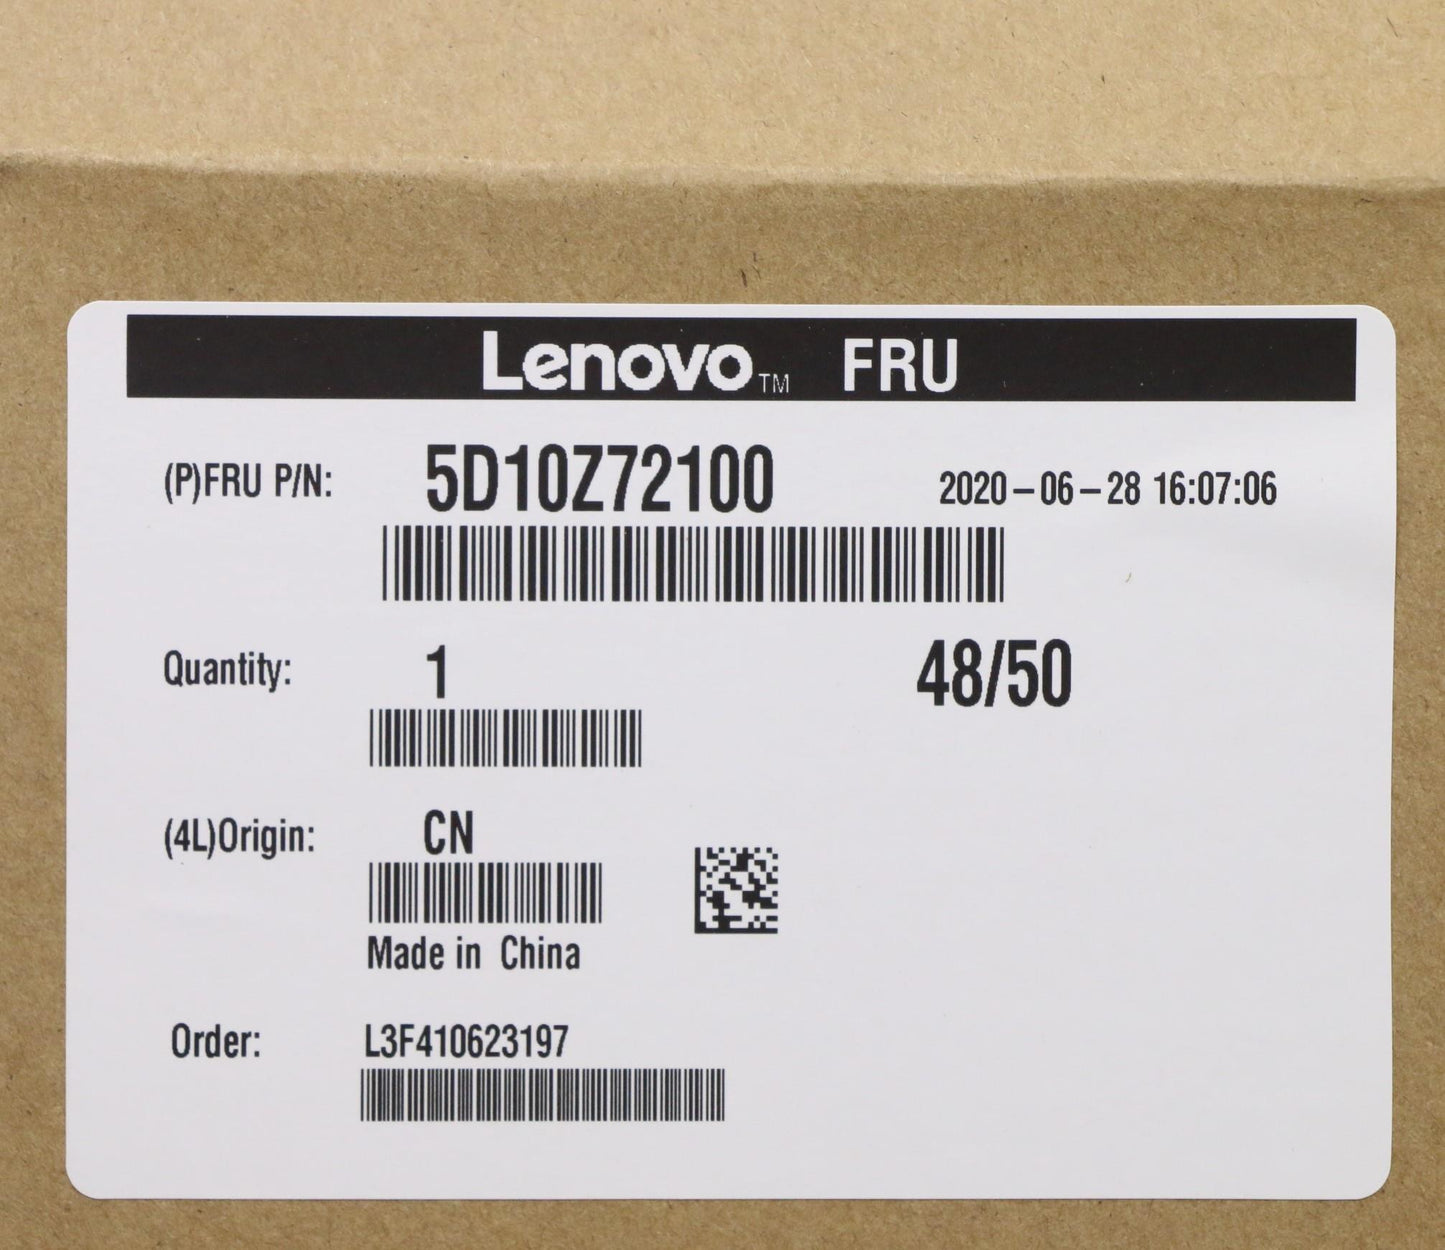 Lenovo™ FRU
(P)FRU P/N: 5D10Z72100 2020-06-28 16:07:06
Quantity: 1 48/50
(4L)Origin: CN
Made in China
Order: L3F410623197